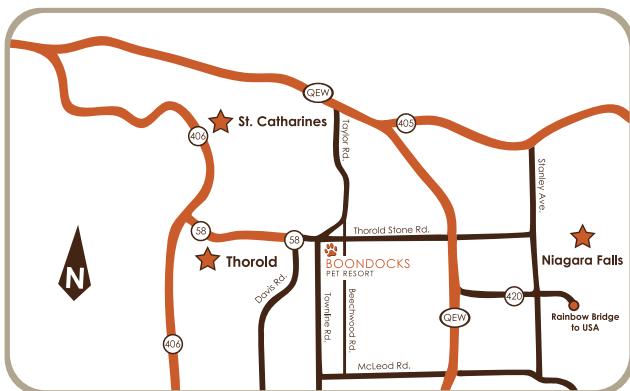 QEW
405
406
St. Catharines
Taylor Rd.
Stanley Ave.
58
58
Thorold Stone Rd.
Thorold
Niagara Falls
BOONDOCKS
PET RESORT
N
Davis Rd.
Townline Rd.
Beechwood Rd.
420
Rainbow Bridge
to USA
QEW
406
McLeod Rd.